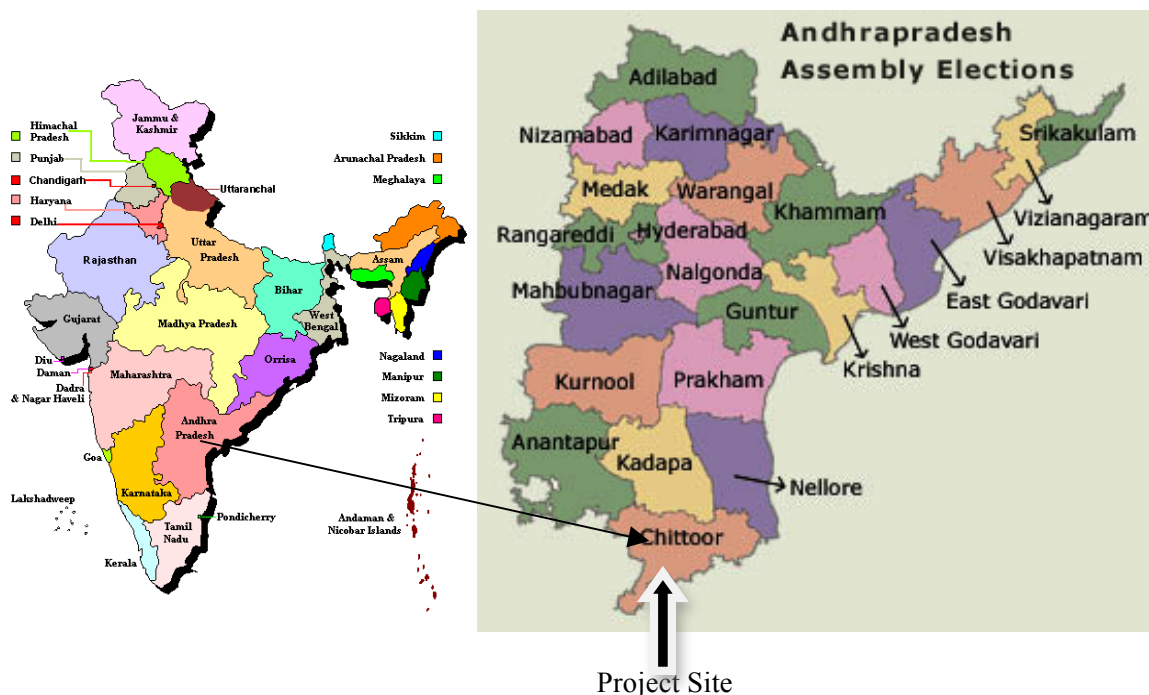 Jammu &
Kashmir
Himachal
Pradesh
Punjab
Chandigarh
Haryana
Delhi
Uttaranchal
Sikkim
Arunachal Pradesh
Meghalaya
Rajasthan
Uttar
Pradesh
Bihar
Assam
Gujarat
Madhya Pradesh
West
Bengal
Diu
Daman
Dadra
& Nagar Haveli
Maharashtra
Orrisa
Nagaland
Manipur
Mizoram
Tripura
Andhra
Pradesh
Goa
Karnataka
Lakshadweep
Tamil
Nadu
Pondicherry
Kerala
Andaman &
Nicobar Islands
Andhrapradesh
Assembly Elections
Adilabad
Nizamabad
Karimnagar
Srikakulam
Medak
Warangal
Khammam
Vizianagaram
Rangareddi
Hyderabad
Visakhapatnam
Nalgonda
Mahbubnagar
East Godavari
Guntur
West Godavari
Krishna
Kurnool
Prakham
Anantapur
Kadapa
Nellore
Chittoor
Project Site